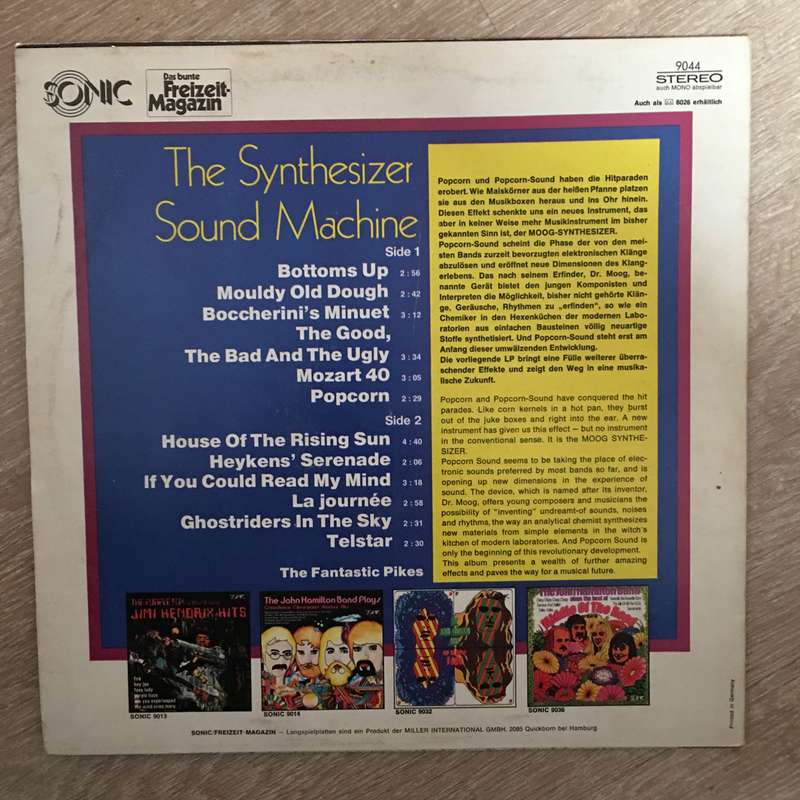 SONIC
Das bunte
Freizeit-
Magazin
9044
STEREO
auch MONO abspielbar
Auch als 6026 erhältlich
The Synthesizer
Sound Machine
Side 1
Bottoms Up 2:56
Mouldy Old Dough 2:42
Boccherini's Minuet 3:12
The Good,
The Bad And The Ugly 3:34
Mozart 40 3:05
Popcorn 2:29
Side 2
House Of The Rising Sun 4:40
Heykens' Serenade 2:06
If You Could Read My Mind 3:18
La journée 2:58
Ghostriders In The Sky 2:31
Telstar 2:30
The Fantastic Pikes
Popcorn und Popcorn-Sound haben die Hitparaden
erobert. Wie Maiskörner aus der heißen Pfanne platzen
sie aus den Musikboxen heraus und ins Ohr hinein.
Diesen Effekt schenkte uns ein neues Instrument, das
aber in keiner Weise mehr Musikinstrument im bisher
gekannten Sinn ist, der MOOG-SYNTHESIZER.
Popcorn-Sound scheint die Phase der von den mei-
sten Bands zurzeit bevorzugten elektronischen Klänge
abzulösen und eröffnet neue Dimensionen des Klang-
erlebens. Das nach seinem Erfinder, Dr. Moog, be-
nannte Gerät bietet den jungen Komponisten und
Interpreten die Möglichkeit, bisher nicht gehörte Klän-
ge, Geräusche, Rhythmen zu „erfinden“, so wie ein
Chemiker in den Hexenküchen der modernen Labo-
ratorien aus einfachen Bausteinen völlig neuartige
Stoffe synthetisiert. Und Popcorn-Sound steht erst am
Anfang dieser umwälzenden Entwicklung.
Die vorliegende LP bringt eine Fülle weiterer überra-
schender Effekte und zeigt den Weg in eine musika-
lische Zukunft.
Popcorn and Popcorn-Sound have conquered the hit
parades. Like corn kernels in a hot pan, they burst
out of the juke boxes and right into the ear. A new
instrument has given us this effect – but no instrument
in the conventional sense. It is the MOOG SYNTHE-
SIZER.
Popcorn Sound seems to be taking the place of elec-
tronic sounds preferred by most bands so far, and is
opening up new dimensions in the experience of
sound. The device, which is named after its inventor,
Dr. Moog, offers young composers and musicians the
possibility of "inventing" undreamt-of sounds, noises
and rhythms, the way an analytical chemist synthesizes
new materials from simple elements in the witch's
kitchen of modern laboratories. And Popcorn Sound is
only the beginning of this revolutionary development.
This album presents a wealth of further amazing
effects and paves the way for a musical future.
JIMI HENDRIX-HITS
fire
hey joe
foxy lady
purple haze
are you experienced
the wind cries mary
SONIC 9013
The John Hamilton Band Plays
SONIC 9014
SONIC 9032
The John Hamilton Band
SONIC 9036
SONIC/FREIZEIT-MAGAZIN – Langspielplatten sind ein Produkt der MILLER INTERNATIONAL GMBH, 2085 Quickborn bei Hamburg
Printed in Germany